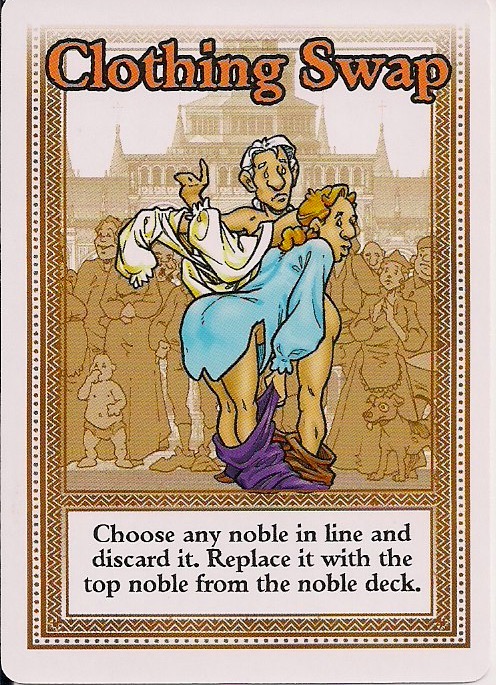 Clothing Swap
Choose any noble in line and
discard it. Replace it with the
top noble from the noble deck.